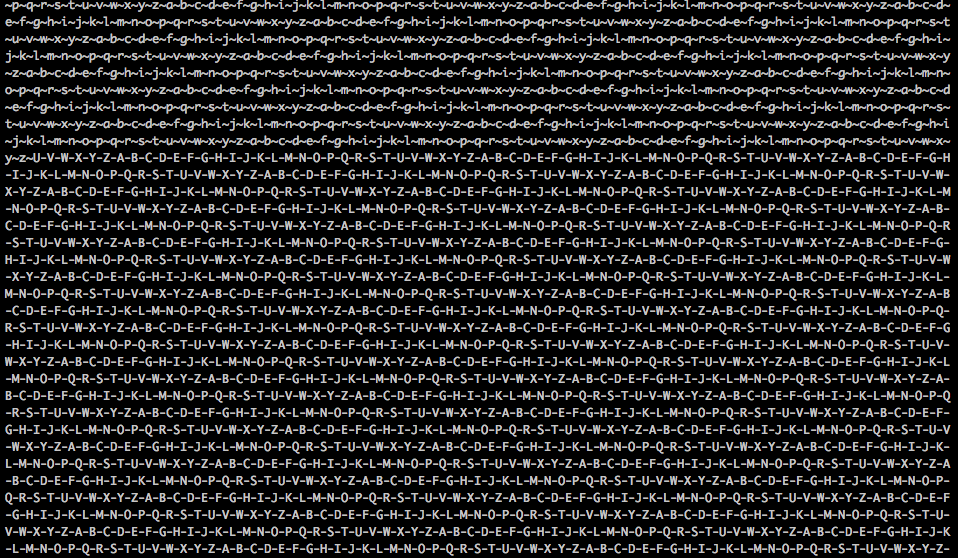 ~p~q~r~s~t~u~v~w~x~y~z~a~b~c~d~e~f~g~h~i~j~k~l~m~n~o~p~q~r~s~t~u~v~w~x~y~z~a~b~c~d~e~f~g~h~i~j~k~l~m~n~o~p~q~r~s~t~u~v~w~x~y~z~a~b~c~d~
e~f~g~h~i~j~k~l~m~n~o~p~q~r~s~t~u~v~w~x~y~z~a~b~c~d~e~f~g~h~i~j~k~l~m~n~o~p~q~r~s~t~u~v~w~x~y~z~a~b~c~d~e~f~g~h~i~j~k~l~m~n~o~p~q~r~s~t
~u~v~w~x~y~z~a~b~c~d~e~f~g~h~i~j~k~l~m~n~o~p~q~r~s~t~u~v~w~x~y~z~a~b~c~d~e~f~g~h~i~j~k~l~m~n~o~p~q~r~s~t~u~v~w~x~y~z~a~b~c~d~e~f~g~h~i~
j~k~l~m~n~o~p~q~r~s~t~u~v~w~x~y~z~a~b~c~d~e~f~g~h~i~j~k~l~m~n~o~p~q~r~s~t~u~v~w~x~y~z~a~b~c~d~e~f~g~h~i~j~k~l~m~n~o~p~q~r~s~t~u~v~w~x~y
~z~a~b~c~d~e~f~g~h~i~j~k~l~m~n~o~p~q~r~s~t~u~v~w~x~y~z~a~b~c~d~e~f~g~h~i~j~k~l~m~n~o~p~q~r~s~t~u~v~w~x~y~z~a~b~c~d~e~f~g~h~i~j~k~l~m~n~
o~p~q~r~s~t~u~v~w~x~y~z~a~b~c~d~e~f~g~h~i~j~k~l~m~n~o~p~q~r~s~t~u~v~w~x~y~z~a~b~c~d~e~f~g~h~i~j~k~l~m~n~o~p~q~r~s~t~u~v~w~x~y~z~a~b~c~d
~e~f~g~h~i~j~k~l~m~n~o~p~q~r~s~t~u~v~w~x~y~z~a~b~c~d~e~f~g~h~i~j~k~l~m~n~o~p~q~r~s~t~u~v~w~x~y~z~a~b~c~d~e~f~g~h~i~j~k~l~m~n~o~p~q~r~s~
t~u~v~w~x~y~z~a~b~c~d~e~f~g~h~i~j~k~l~m~n~o~p~q~r~s~t~u~v~w~x~y~z~a~b~c~d~e~f~g~h~i~j~k~l~m~n~o~p~q~r~s~t~u~v~w~x~y~z~a~b~c~d~e~f~g~h~i
~j~k~l~m~n~o~p~q~r~s~t~u~v~w~x~y~z~a~b~c~d~e~f~g~h~i~j~k~l~m~n~o~p~q~r~s~t~u~v~w~x~y~z~a~b~c~d~e~f~g~h~i~j~k~l~m~n~o~p~q~r~s~t~u~v~w~x~
y~z~U-V-W-X-Y-Z-A-B-C-D-E-F-G-H-I-J-K-L-M-N-O-P-Q-R-S-T-U-V-W-X-Y-Z-A-B-C-D-E-F-G-H-I-J-K-L-M-N-O-P-Q-R-S-T-U-V-W-X-Y-Z-A-B-C-D-E-F-G-H
-I-J-K-L-M-N-O-P-Q-R-S-T-U-V-W-X-Y-Z-A-B-C-D-E-F-G-H-I-J-K-L-M-N-O-P-Q-R-S-T-U-V-W-X-Y-Z-A-B-C-D-E-F-G-H-I-J-K-L-M-N-O-P-Q-R-S-T-U-V-W-
X-Y-Z-A-B-C-D-E-F-G-H-I-J-K-L-M-N-O-P-Q-R-S-T-U-V-W-X-Y-Z-A-B-C-D-E-F-G-H-I-J-K-L-M-N-O-P-Q-R-S-T-U-V-W-X-Y-Z-A-B-C-D-E-F-G-H-I-J-K-L-M
-N-O-P-Q-R-S-T-U-V-W-X-Y-Z-A-B-C-D-E-F-G-H-I-J-K-L-M-N-O-P-Q-R-S-T-U-V-W-X-Y-Z-A-B-C-D-E-F-G-H-I-J-K-L-M-N-O-P-Q-R-S-T-U-V-W-X-Y-Z-A-B-
C-D-E-F-G-H-I-J-K-L-M-N-O-P-Q-R-S-T-U-V-W-X-Y-Z-A-B-C-D-E-F-G-H-I-J-K-L-M-N-O-P-Q-R-S-T-U-V-W-X-Y-Z-A-B-C-D-E-F-G-H-I-J-K-L-M-N-O-P-Q-R
-S-T-U-V-W-X-Y-Z-A-B-C-D-E-F-G-H-I-J-K-L-M-N-O-P-Q-R-S-T-U-V-W-X-Y-Z-A-B-C-D-E-F-G-H-I-J-K-L-M-N-O-P-Q-R-S-T-U-V-W-X-Y-Z-A-B-C-D-E-F-G-
H-I-J-K-L-M-N-O-P-Q-R-S-T-U-V-W-X-Y-Z-A-B-C-D-E-F-G-H-I-J-K-L-M-N-O-P-Q-R-S-T-U-V-W-X-Y-Z-A-B-C-D-E-F-G-H-I-J-K-L-M-N-O-P-Q-R-S-T-U-V-W
-X-Y-Z-A-B-C-D-E-F-G-H-I-J-K-L-M-N-O-P-Q-R-S-T-U-V-W-X-Y-Z-A-B-C-D-E-F-G-H-I-J-K-L-M-N-O-P-Q-R-S-T-U-V-W-X-Y-Z-A-B-C-D-E-F-G-H-I-J-K-L-
M-N-O-P-Q-R-S-T-U-V-W-X-Y-Z-A-B-C-D-E-F-G-H-I-J-K-L-M-N-O-P-Q-R-S-T-U-V-W-X-Y-Z-A-B-C-D-E-F-G-H-I-J-K-L-M-N-O-P-Q-R-S-T-U-V-W-X-Y-Z-A-B
-C-D-E-F-G-H-I-J-K-L-M-N-O-P-Q-R-S-T-U-V-W-X-Y-Z-A-B-C-D-E-F-G-H-I-J-K-L-M-N-O-P-Q-R-S-T-U-V-W-X-Y-Z-A-B-C-D-E-F-G-H-I-J-K-L-M-N-O-P-Q-
R-S-T-U-V-W-X-Y-Z-A-B-C-D-E-F-G-H-I-J-K-L-M-N-O-P-Q-R-S-T-U-V-W-X-Y-Z-A-B-C-D-E-F-G-H-I-J-K-L-M-N-O-P-Q-R-S-T-U-V-W-X-Y-Z-A-B-C-D-E-F-G
-H-I-J-K-L-M-N-O-P-Q-R-S-T-U-V-W-X-Y-Z-A-B-C-D-E-F-G-H-I-J-K-L-M-N-O-P-Q-R-S-T-U-V-W-X-Y-Z-A-B-C-D-E-F-G-H-I-J-K-L-M-N-O-P-Q-R-S-T-U-V-
W-X-Y-Z-A-B-C-D-E-F-G-H-I-J-K-L-M-N-O-P-Q-R-S-T-U-V-W-X-Y-Z-A-B-C-D-E-F-G-H-I-J-K-L-M-N-O-P-Q-R-S-T-U-V-W-X-Y-Z-A-B-C-D-E-F-G-H-I-J-K-L
-M-N-O-P-Q-R-S-T-U-V-W-X-Y-Z-A-B-C-D-E-F-G-H-I-J-K-L-M-N-O-P-Q-R-S-T-U-V-W-X-Y-Z-A-B-C-D-E-F-G-H-I-J-K-L-M-N-O-P-Q-R-S-T-U-V-W-X-Y-Z-A-
B-C-D-E-F-G-H-I-J-K-L-M-N-O-P-Q-R-S-T-U-V-W-X-Y-Z-A-B-C-D-E-F-G-H-I-J-K-L-M-N-O-P-Q-R-S-T-U-V-W-X-Y-Z-A-B-C-D-E-F-G-H-I-J-K-L-M-N-O-P-Q
-R-S-T-U-V-W-X-Y-Z-A-B-C-D-E-F-G-H-I-J-K-L-M-N-O-P-Q-R-S-T-U-V-W-X-Y-Z-A-B-C-D-E-F-G-H-I-J-K-L-M-N-O-P-Q-R-S-T-U-V-W-X-Y-Z-A-B-C-D-E-F-
G-H-I-J-K-L-M-N-O-P-Q-R-S-T-U-V-W-X-Y-Z-A-B-C-D-E-F-G-H-I-J-K-L-M-N-O-P-Q-R-S-T-U-V-W-X-Y-Z-A-B-C-D-E-F-G-H-I-J-K-L-M-N-O-P-Q-R-S-T-U-V
-W-X-Y-Z-A-B-C-D-E-F-G-H-I-J-K-L-M-N-O-P-Q-R-S-T-U-V-W-X-Y-Z-A-B-C-D-E-F-G-H-I-J-K-L-M-N-O-P-Q-R-S-T-U-V-W-X-Y-Z-A-B-C-D-E-F-G-H-I-J-K-
L-M-N-O-P-Q-R-S-T-U-V-W-X-Y-Z-A-B-C-D-E-F-G-H-I-J-K-L-M-N-O-P-Q-R-S-T-U-V-W-X-Y-Z-A-B-C-D-E-F-G-H-I-J-K-L-M-N-O-P-Q-R-S-T-U-V-W-X-Y-Z-A
-B-C-D-E-F-G-H-I-J-K-L-M-N-O-P-Q-R-S-T-U-V-W-X-Y-Z-A-B-C-D-E-F-G-H-I-J-K-L-M-N-O-P-Q-R-S-T-U-V-W-X-Y-Z-A-B-C-D-E-F-G-H-I-J-K-L-M-N-O-P-
Q-R-S-T-U-V-W-X-Y-Z-A-B-C-D-E-F-G-H-I-J-K-L-M-N-O-P-Q-R-S-T-U-V-W-X-Y-Z-A-B-C-D-E-F-G-H-I-J-K-L-M-N-O-P-Q-R-S-T-U-V-W-X-Y-Z-A-B-C-D-E-F
-G-H-I-J-K-L-M-N-O-P-Q-R-S-T-U-V-W-X-Y-Z-A-B-C-D-E-F-G-H-I-J-K-L-M-N-O-P-Q-R-S-T-U-V-W-X-Y-Z-A-B-C-D-E-F-G-H-I-J-K-L-M-N-O-P-Q-R-S-T-U-
V-W-X-Y-Z-A-B-C-D-E-F-G-H-I-J-K-L-M-N-O-P-Q-R-S-T-U-V-W-X-Y-Z-A-B-C-D-E-F-G-H-I-J-K-L-M-N-O-P-Q-R-S-T-U-V-W-X-Y-Z-A-B-C-D-E-F-G-H-I-J-K
-L-M-N-O-P-Q-R-S-T-U-V-W-X-Y-Z-A-B-C-D-E-F-G-H-I-J-K-L-M-N-O-P-Q-R-S-T-U-V-W-X-Y-Z-A-B-C-D-E-F-G-H-I-J-K-L-M-N-O-P-Q-R-S-T-U-V-W-X-Y-Z-